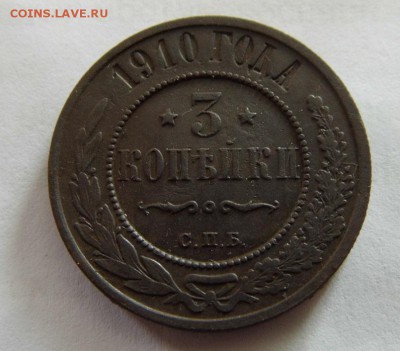 COINS.LAVE.RU
1910 ГОДА
3
КОПѢЙКИ
С.П.Б.